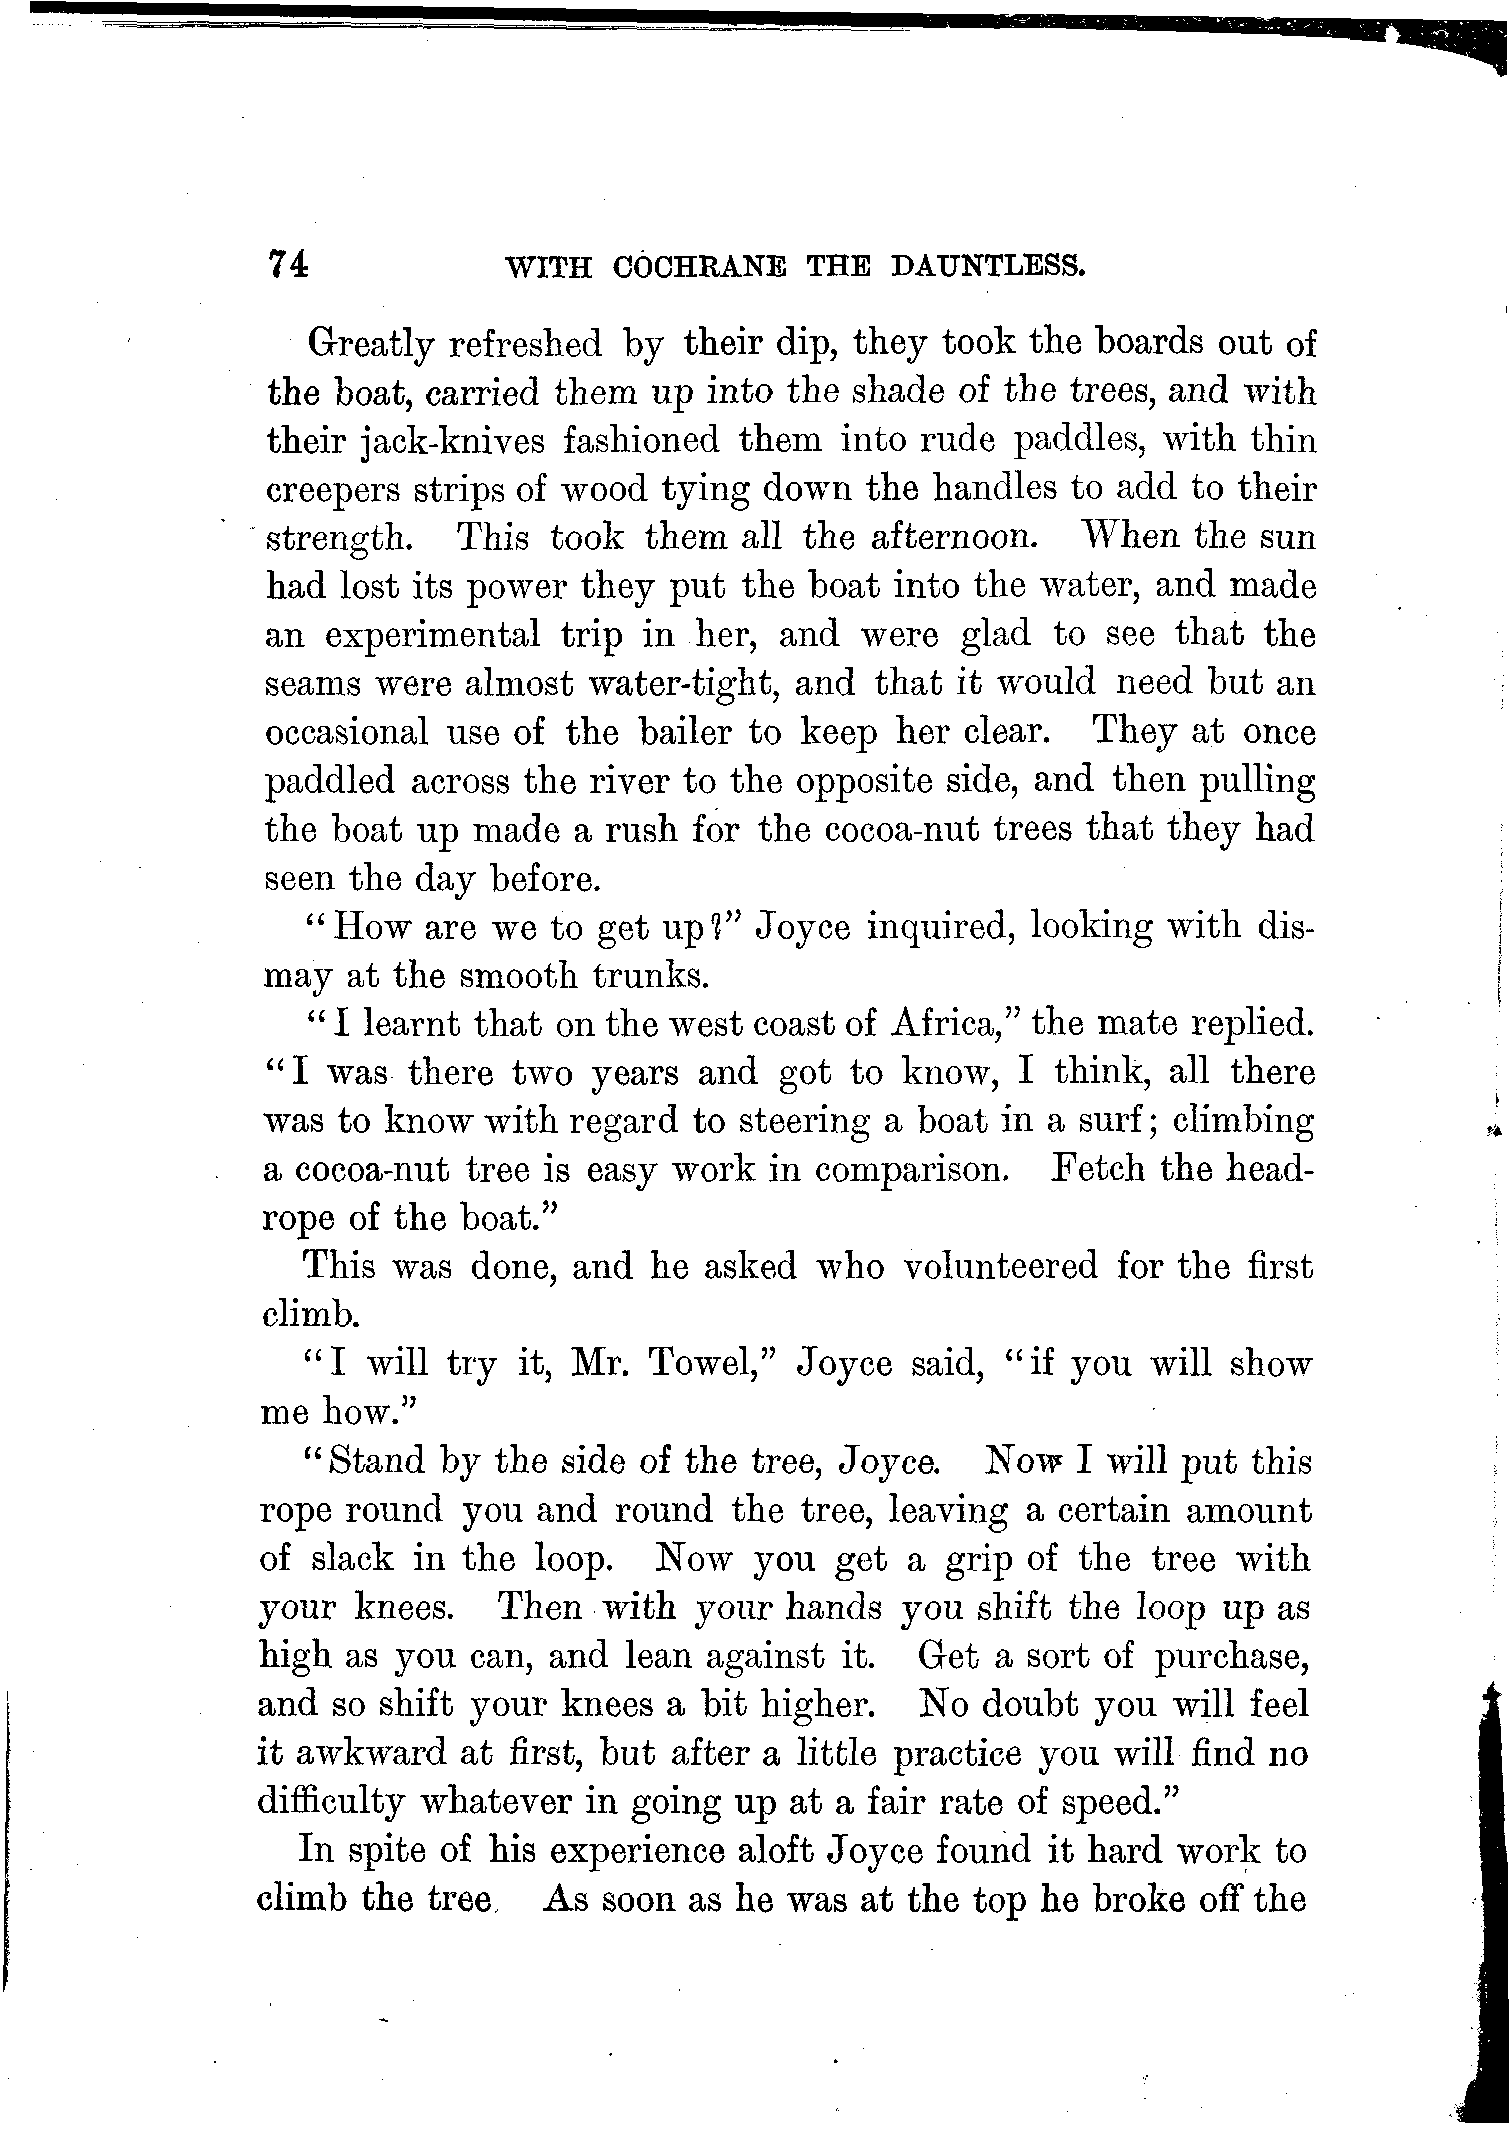 74 WITH COCHRANE THE DAUNTLESS.
Greatly refreshed by their dip, they took the boards out of
the boat, carried them up into the shade of the trees, and with
their jack-knives fashioned them into rude paddles, with thin
creepers strips of wood tying down the handles to add to their
strength. This took them all the afternoon. When the sun
had lost its power they put the boat into the water, and made
an experimental trip in her, and were glad to see that the
seams were almost water-tight, and that it would need but an
occasional use of the bailer to keep her clear. They at once
paddled across the river to the opposite side, and then pulling
the boat up made a rush for the cocoa-nut trees that they had
seen the day before.
"How are we to get up?" Joyce inquired, looking with dis-
may at the smooth trunks.
"I learnt that on the west coast of Africa," the mate replied.
"I was there two years and got to know, I think, all there
was to know with regard to steering a boat in a surf; climbing
a cocoa-nut tree is easy work in comparison. Fetch the head-
rope of the boat."
This was done, and he asked who volunteered for the first
climb.
"I will try it, Mr. Towel," Joyce said, "if you will show
me how."
"Stand by the side of the tree, Joyce. Now I will put this
rope round you and round the tree, leaving a certain amount
of slack in the loop. Now you get a grip of the tree with
your knees. Then with your hands you shift the loop up as
high as you can, and lean against it. Get a sort of purchase,
and so shift your knees a bit higher. No doubt you will feel
it awkward at first, but after a little practice you will find no
difficulty whatever in going up at a fair rate of speed."
In spite of his experience aloft Joyce found it hard work to
climb the tree. As soon as he was at the top he broke off the